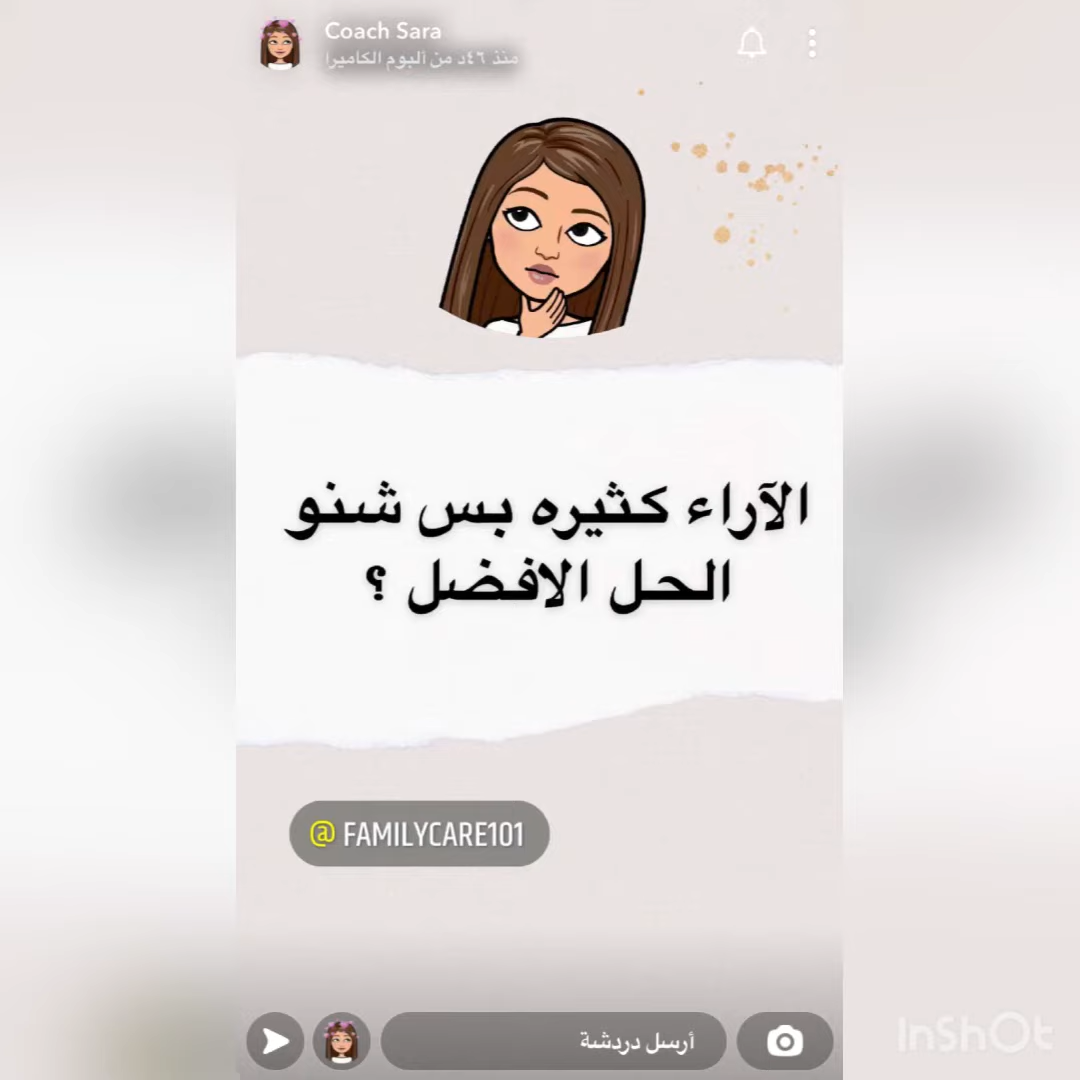 Coach Sara
منذ ٤٦د من ألبوم الكاميرا
الآراء كثيره بس شنو
الحل الافضل ؟
@ FAMILYCARE101
أرسل دردشة
InShOt